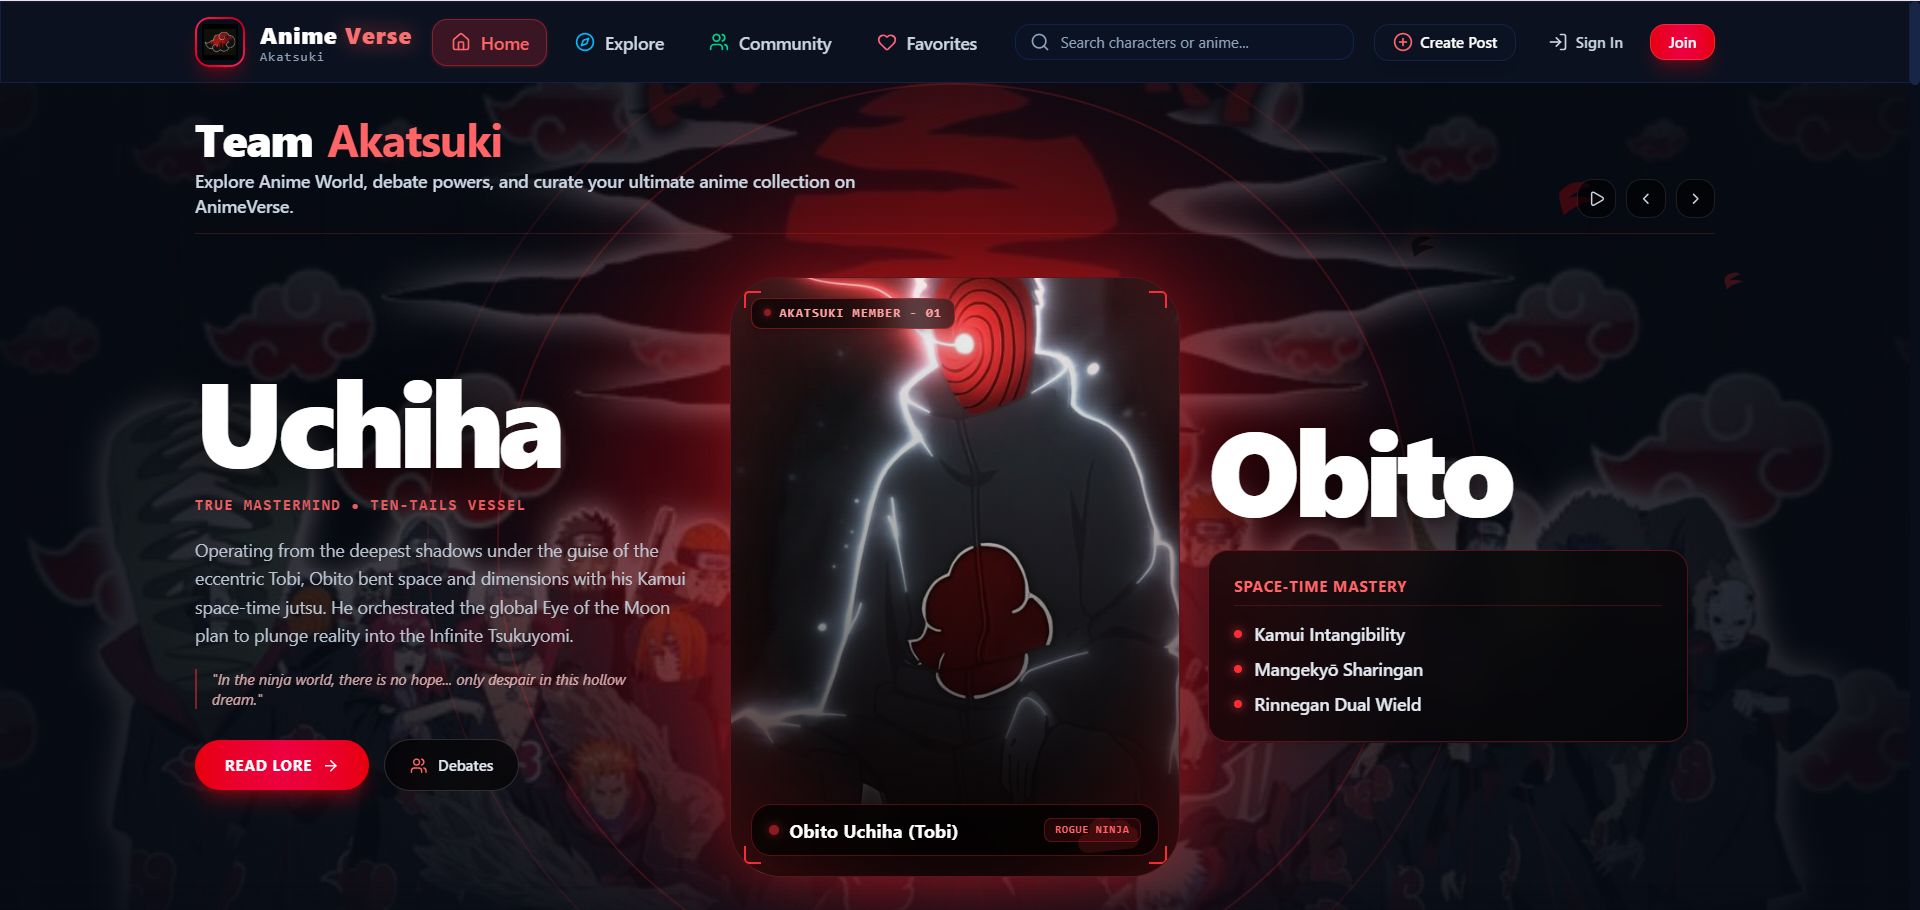 Anime Verse
Akatsuki
Home
Explore
Community
Favorites
Search characters or anime...
Create Post
Sign In
Join
Team Akatsuki
Explore Anime World, debate powers, and curate your ultimate anime collection on
AnimeVerse.
AKATSUKI MEMBER - 01
Uchiha
TRUE MASTERMIND • TEN-TAILS VESSEL
Operating from the deepest shadows under the guise of the
eccentric Tobi, Obito bent space and dimensions with his Kamui
space-time jutsu. He orchestrated the global Eye of the Moon
plan to plunge reality into the Infinite Tsukuyomi.
"In the ninja world, there is no hope... only despair in this hollow
dream."
READ LORE
Debates
Obito Uchiha (Tobi)
ROGUE NINJA
Obito
SPACE-TIME MASTERY
Kamui Intangibility
Mangekyō Sharingan
Rinnegan Dual Wield